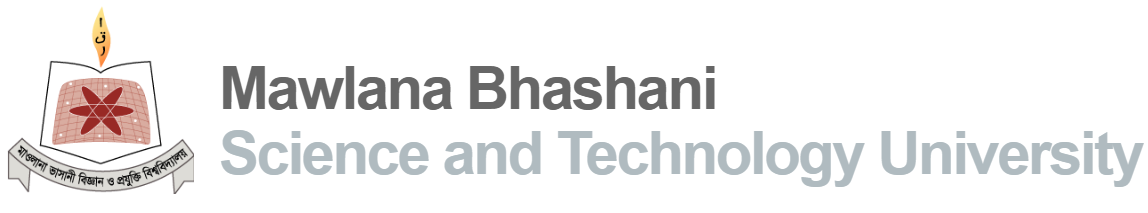 ا
ق
ر
মাওলানা ভাসানী বিজ্ঞান ও প্রযুক্তি বিশ্ববিদ্যালয়
Mawlana Bhashani
Science and Technology University